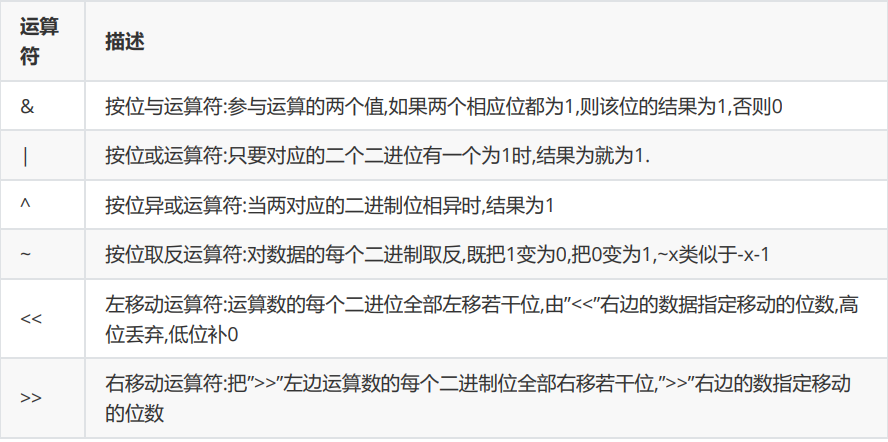 运算
符
描述
&
按位与运算符:参与运算的两个值,如果两个相应位都为1,则该位的结果为1,否则0
|
按位或运算符:只要对应的二个二进位有一个为1时,结果为就为1.
^
按位异或运算符:当两对应的二进制位相异时,结果为1
~
按位取反运算符:对数据的每个二进制取反,既把1变为0,把0变为1,~x类似于-x-1
<<
左移动运算符:运算数的每个二进位全部左移若干位,由”<<”右边的数据指定移动的位数,高
位丢弃,低位补0
>>
右移动运算符:把”>>”左边运算数的每个二进制位全部右移若干位,”>>”右边的数指定移动
的位数